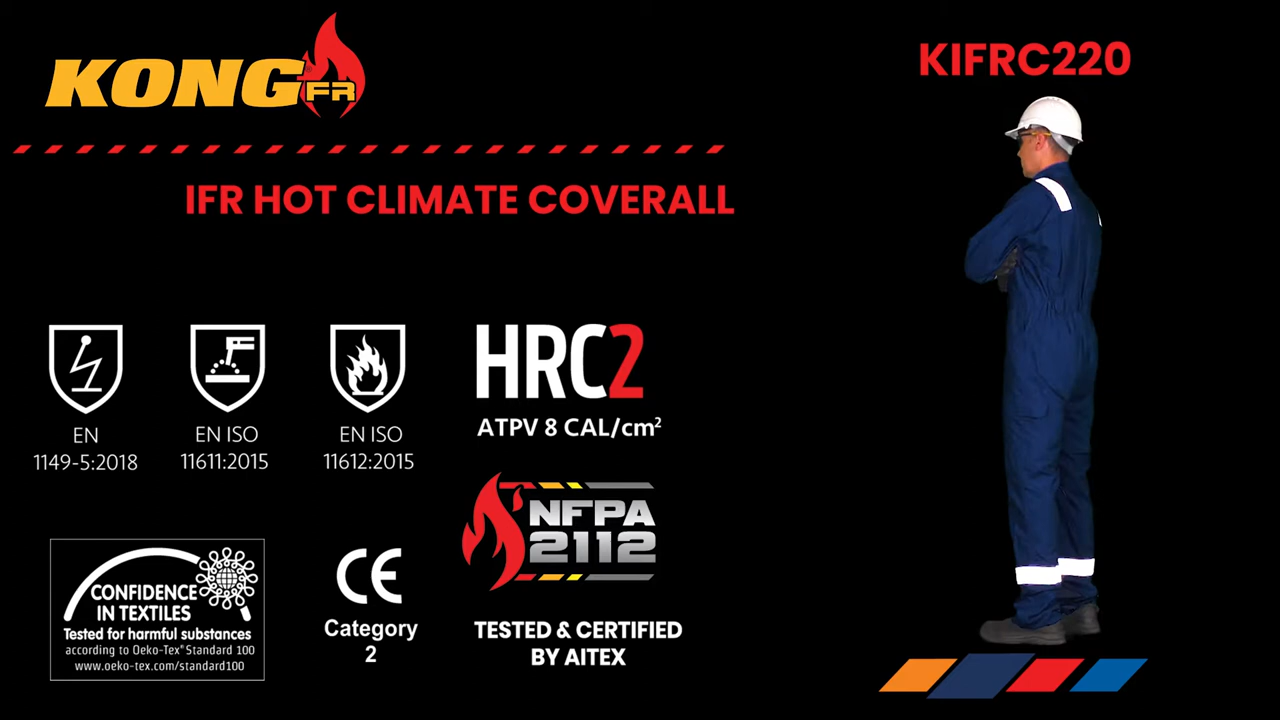 KONG FR
KIFRC220
IFR HOT CLIMATE COVERALL
EN
1149-5:2018
EN ISO
11611:2015
EN ISO
11612:2015
HRC2
ATPV 8 CAL/cm²
NFPA
2112
CONFIDENCE
IN TEXTILES
Tested for harmful substances
according to Oeko-Tex® Standard 100
www.oeko-tex.com/standard100
CE
Category
2
TESTED & CERTIFIED
BY AITEX